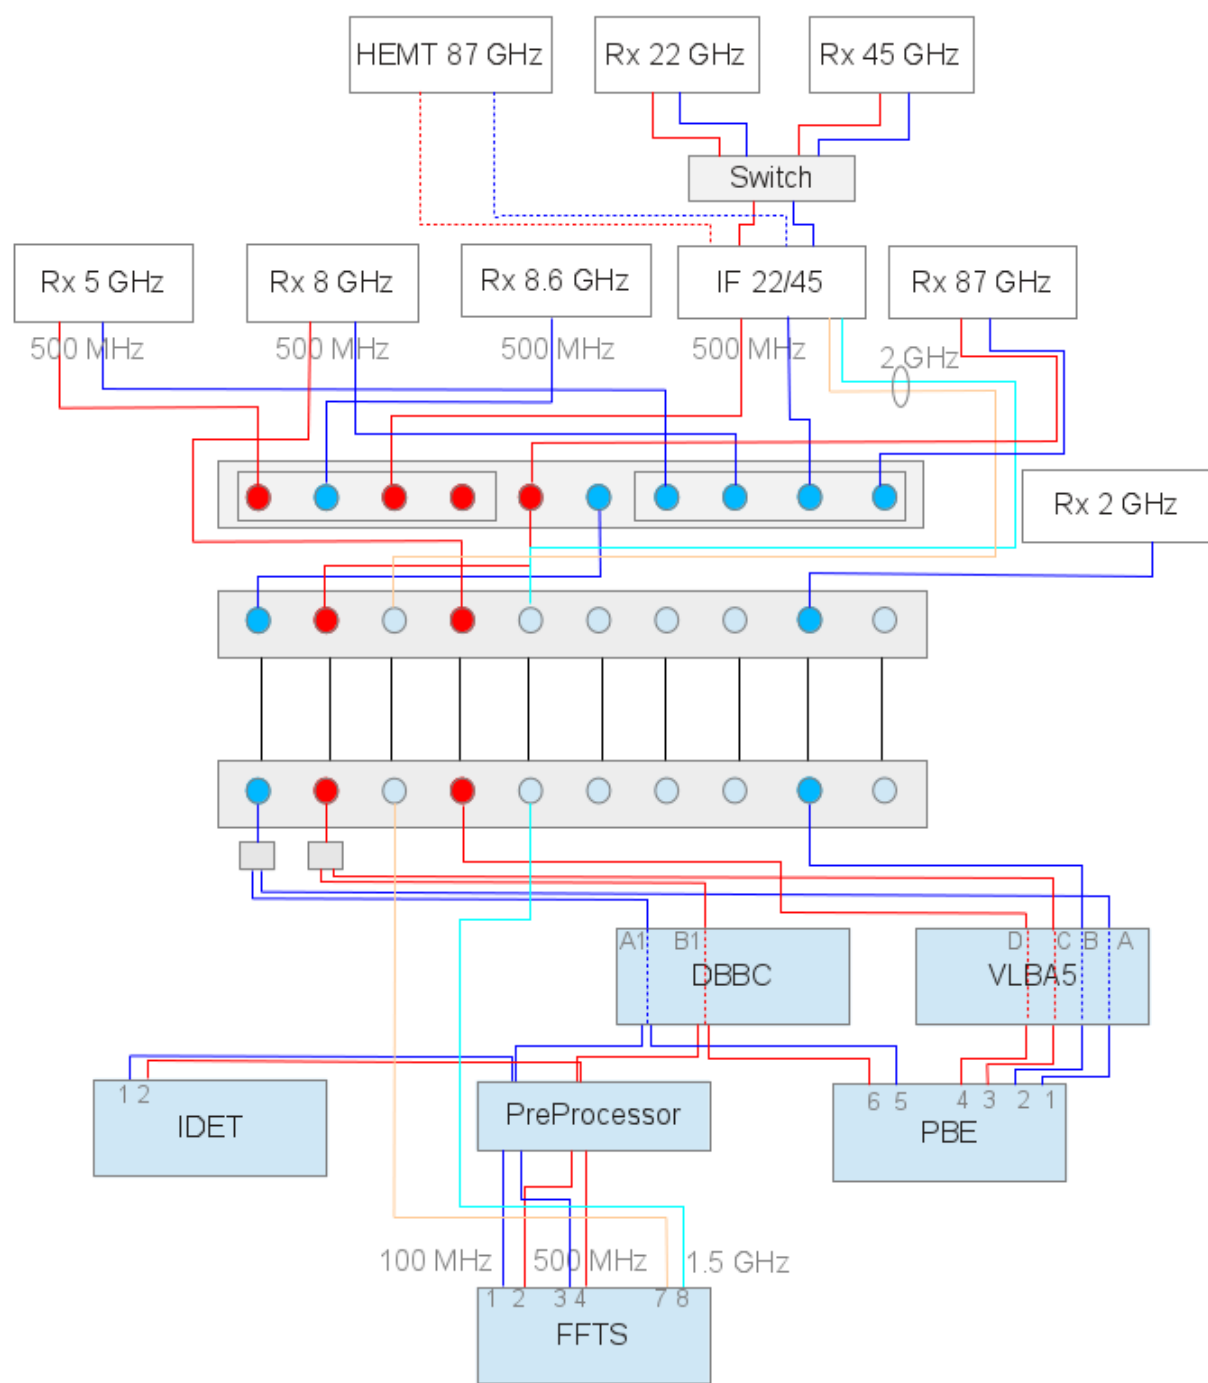 HEMT 87 GHz
Rx 22 GHz
Rx 45 GHz
Switch
Rx 5 GHz
Rx 8 GHz
Rx 8.6 GHz
IF 22/45
Rx 87 GHz
500 MHz
500 MHz
500 MHz
500 MHz
2 GHz
Rx 2 GHz
A1
B1
D
C
B
A
DBBC
VLBA5
1
2
IDET
PreProcessor
6
5
4
3
2
1
PBE
100 MHz
500 MHz
1.5 GHz
1
2
3
4
7
8
FFTS